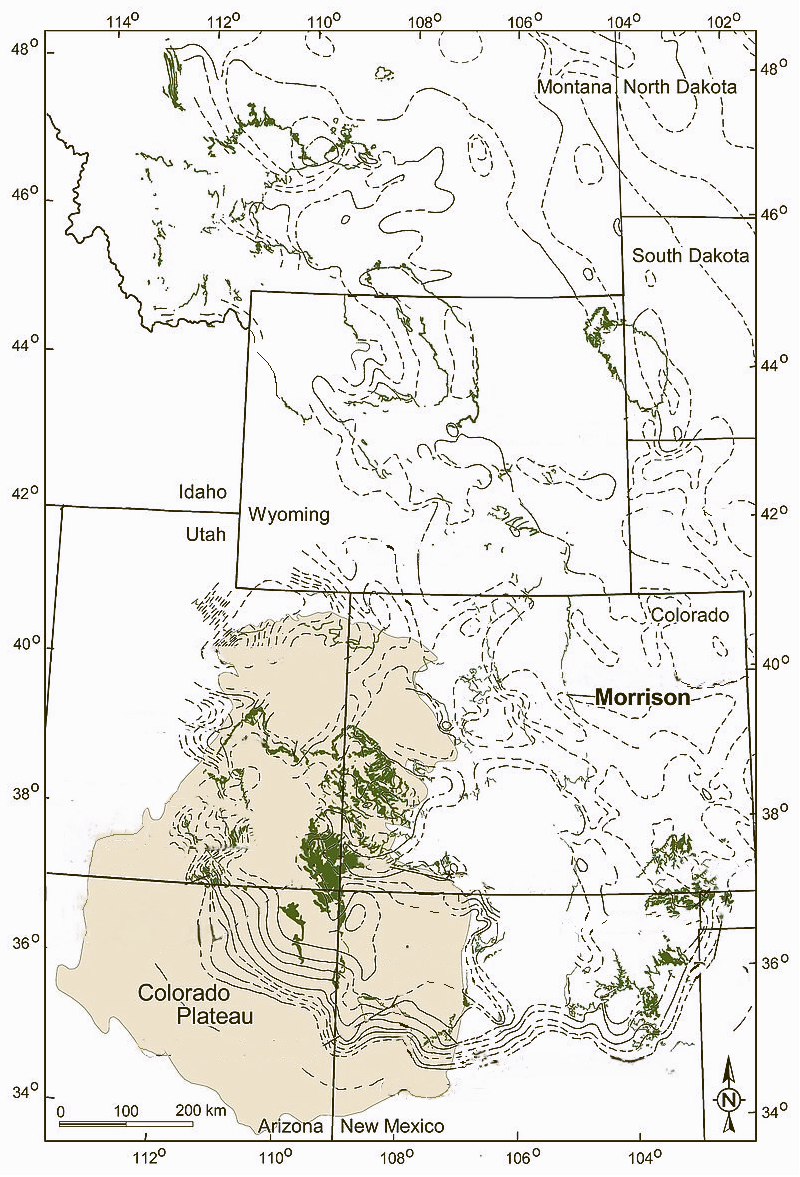 114° 112° 110° 108° 106° 104° 102°
48° 48°
Montana North Dakota
46° 46°
South Dakota
44° 44°
42° Idaho
Wyoming 42°
Utah
Colorado
40° 40°
Morrison
38° 38°
36° 36°
Colorado
Plateau
34° 34°
0 100 200 km
N
Arizona New Mexico
112° 110° 108° 106° 104°